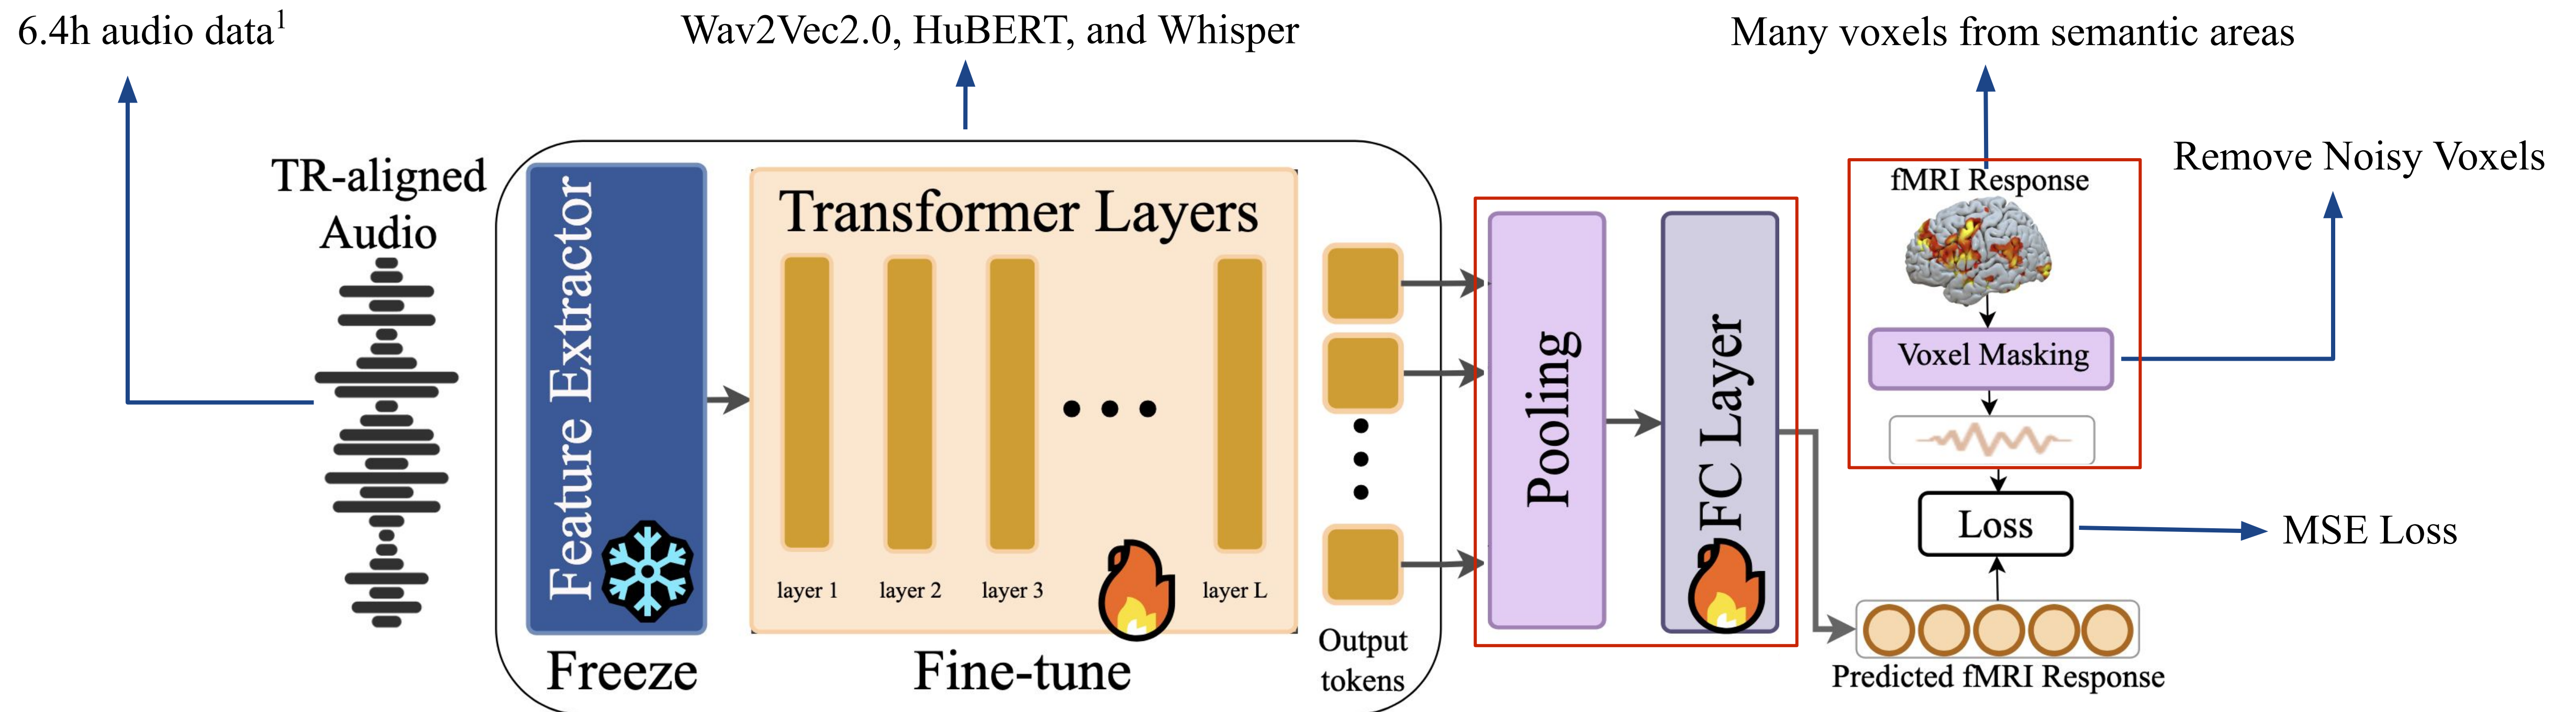 6.4h audio data1
Wav2Vec2.0, HuBERT, and Whisper
Many voxels from semantic areas
Remove Noisy Voxels
TR-aligned
Audio
Feature Extractor
Freeze
Transformer Layers
layer 1
layer 2
layer 3
layer L
Fine-tune
Output
tokens
Pooling
FC Layer
fMRI Response
Voxel Masking
Loss
MSE Loss
Predicted fMRI Response